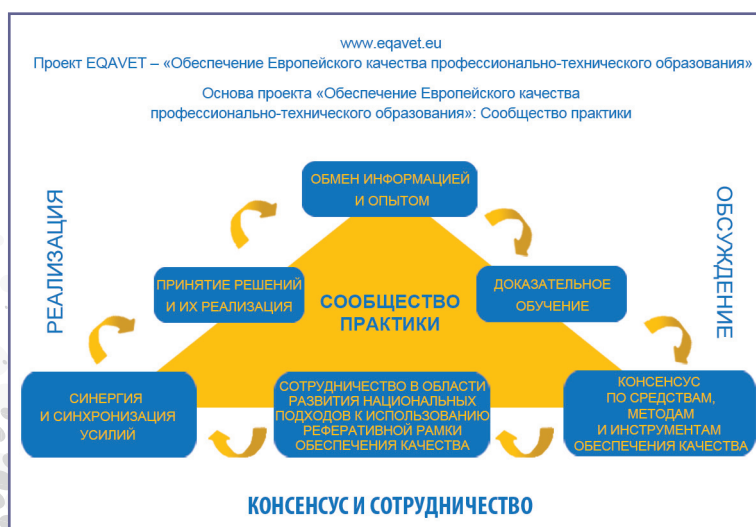 www.eqavet.eu
Проект EQAVET – «Обеспечение Европейского качества профессионально-технического образования»
Основа проекта «Обеспечение Европейского качества
профессионально-технического образования»: Сообщество практики
ОБМЕН ИНФОРМАЦИЕЙ
И ОПЫТОМ
РЕАЛИЗАЦИЯ
ОБСУЖДЕНИЕ
ПРИНЯТИЕ РЕШЕНИЙ
И ИХ РЕАЛИЗАЦИЯ
СООБЩЕСТВО
ПРАКТИКИ
ДОКАЗАТЕЛЬНОЕ
ОБУЧЕНИЕ
СИНЕРГИЯ
И СИНХРОНИЗАЦИЯ
УСИЛИЙ
СОТРУДНИЧЕСТВО В ОБЛАСТИ
РАЗВИТИЯ НАЦИОНАЛЬНЫХ
ПОДХОДОВ К ИСПОЛЬЗОВАНИЮ
РЕФЕРАТИВНОЙ РАМКИ
ОБЕСПЕЧЕНИЯ КАЧЕСТВА
КОНСЕНСУС
ПО СРЕДСТВАМ,
МЕТОДАМ
И ИНСТРУМЕНТАМ
ОБЕСПЕЧЕНИЯ КАЧЕСТВА
КОНСЕНСУС И СОТРУДНИЧЕСТВО